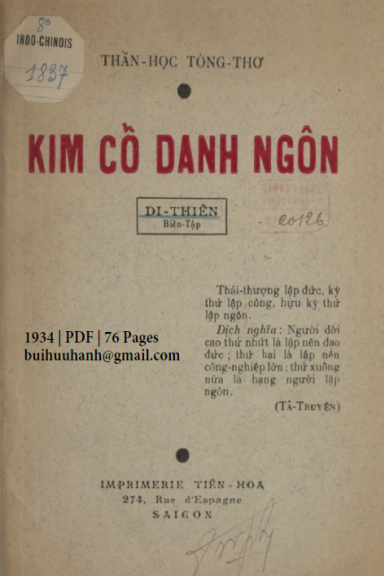 8º
INDO-CHINOIS
1837
THẦN-HỌC TÒNG-THƠ
KIM CỔ DANH NGÔN
DI-THIÊN
Biên-Tập
20126
Thái-thượng lập đức, kỳ
thứ lập công, hựu kỳ thứ
lập ngôn.
Dịch nghĩa : Người đời
cao thứ nhứt là lập nên đạo
đức ; thứ hai là lập nên
công-nghiệp lớn ; thứ xuống
nữa là hạng người lập
ngôn.
(TẢ-TRUYỆN)
1934 | PDF | 76 Pages
buihuuhanh@gmail.com
IMPRIMERIE TIẾN-HOA
274, Rue d'Espagne
SAIGON